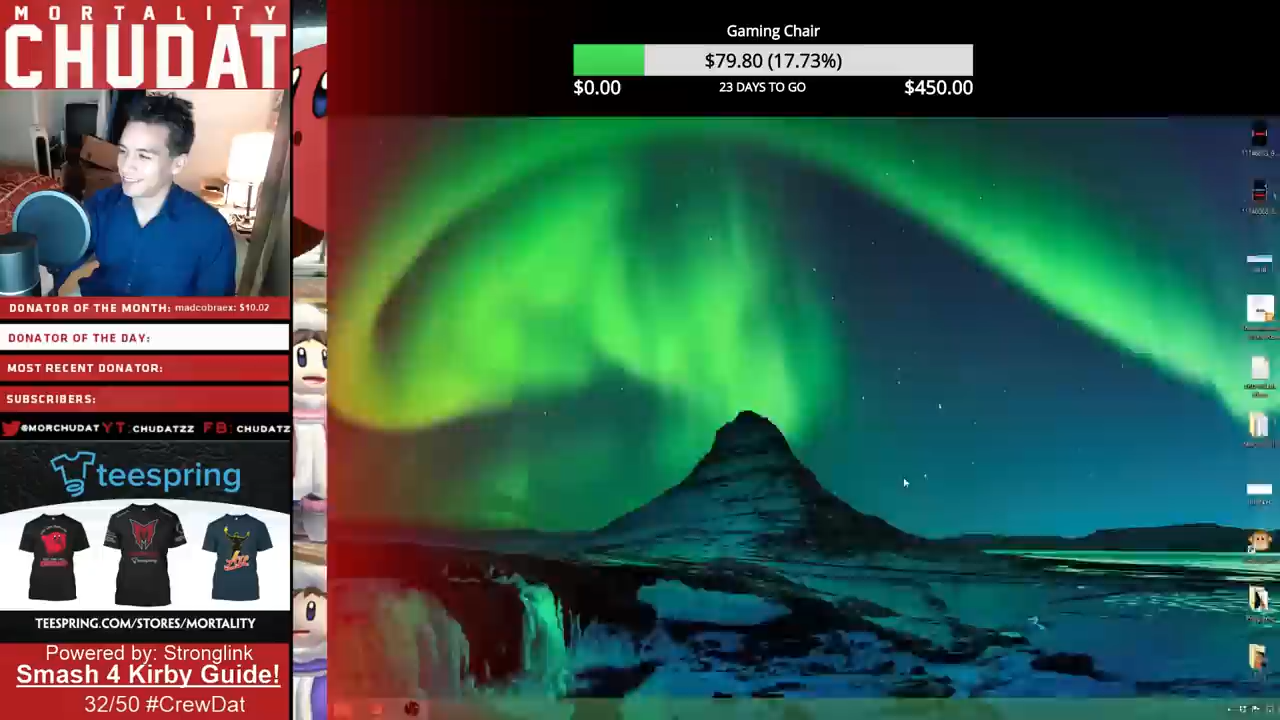 MORTALITY
CHUDAT
DONATOR OF THE MONTH: madcobraex: $10.02
DONATOR OF THE DAY:
MOST RECENT DONATOR:
SUBSCRIBERS:
@MORCHUDAT YT: CHUDATZZ FB: CHUDATZ
teespring
TEESPRING.COM/STORES/MORTALITY
Powered by: Stronglink
Smash 4 Kirby Guide!
32/50 #CrewDat
Gaming Chair
$79.80 (17.73%)
$0.00 23 DAYS TO GO $450.00